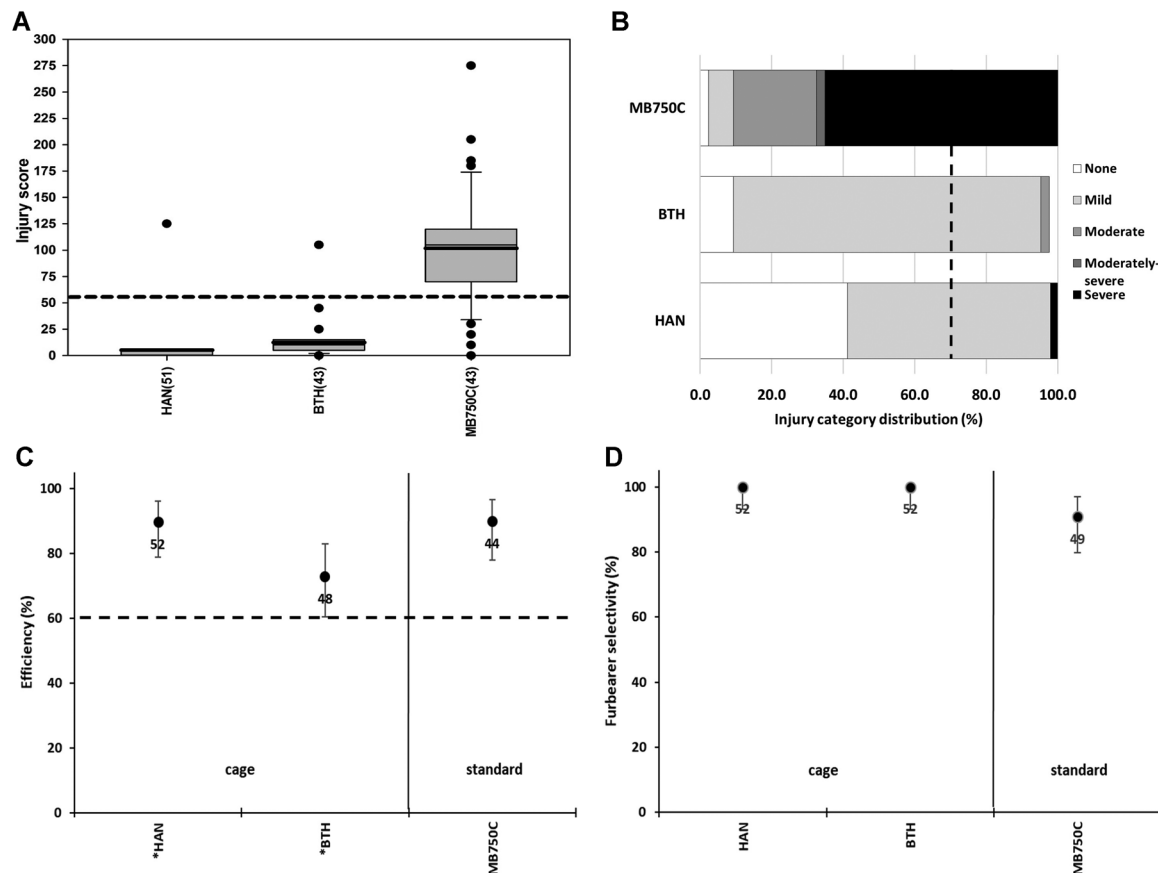 A
300
275
250
225
200
175
150
125
100
75
50
25
0
Injury score
HAN(51)
BTH(43)
MB750C(43)
B
MB750C
BTH
HAN
0.0 20.0 40.0 60.0 80.0 100.0
Injury category distribution (%)
None
Mild
Moderate
Moderately-
severe
Severe
C
100
80
60
40
20
0
Efficiency (%)
52
48
44
cage
standard
*HAN
*BTH
MB750C
D
100
80
60
40
20
0
Furbearer selectivity (%)
52
52
49
cage
standard
HAN
BTH
MB750C